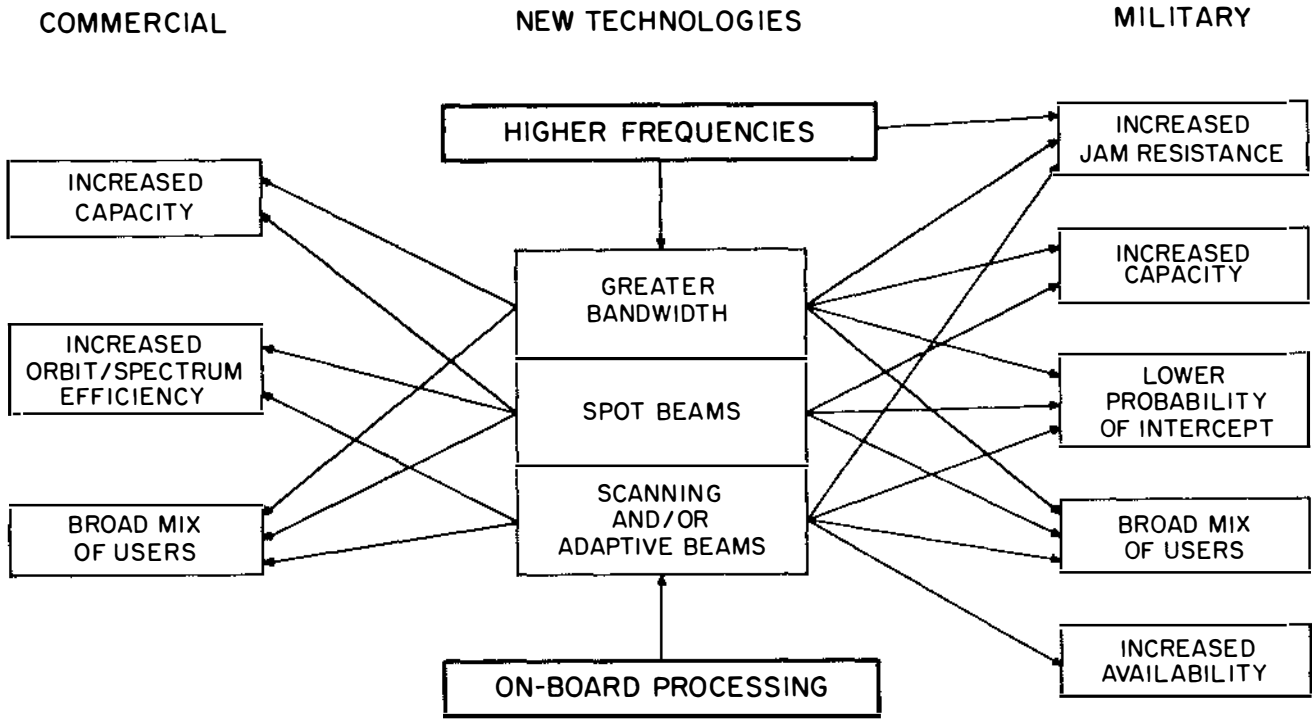 COMMERCIAL
NEW TECHNOLOGIES
MILITARY
HIGHER FREQUENCIES
INCREASED
JAM RESISTANCE
INCREASED
CAPACITY
INCREASED
CAPACITY
GREATER
BANDWIDTH
INCREASED
ORBIT/SPECTRUM
EFFICIENCY
SPOT BEAMS
LOWER
PROBABILITY
OF INTERCEPT
BROAD MIX
OF USERS
SCANNING
AND/OR
ADAPTIVE BEAMS
BROAD MIX
OF USERS
INCREASED
AVAILABILITY
ON-BOARD PROCESSING